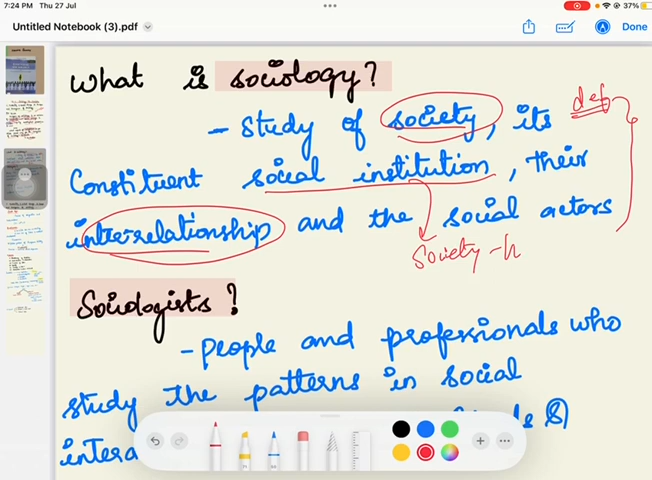 7:24 PM Thu 27 Jul
37%
Untitled Notebook (3).pdf
Done
What is sociology?
- Study of society, its
def
Constituent social institution, their
interrelationship and the social actors
Society -
Sociologists?
- People and professionals who
study the patterns in social
intera